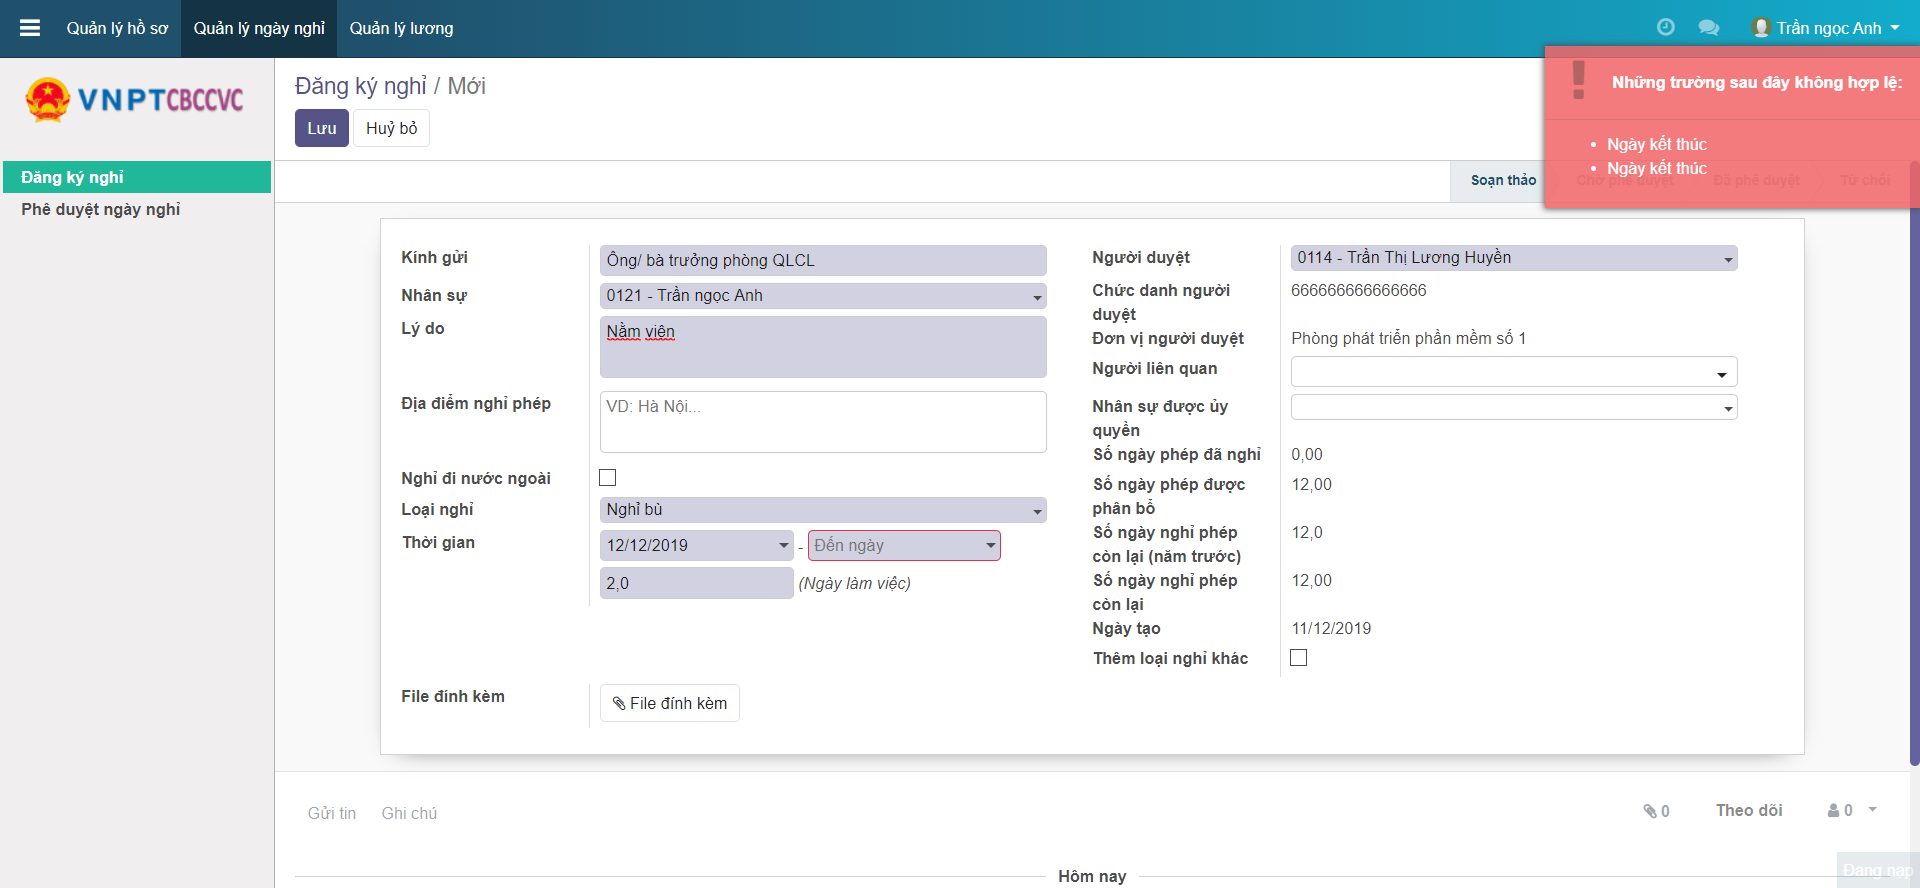 Quản lý hồ sơ Quản lý ngày nghỉ Quản lý lương Trần ngọc Anh
VNPTCBCCVC
Đăng ký nghỉ
Phê duyệt ngày nghỉ
Đăng ký nghỉ / Mới
Lưu Huỷ bỏ
Những trường sau đây không hợp lệ:
Ngày kết thúc
Ngày kết thúc
Soạn thảo Chờ phê duyệt Đã phê duyệt Từ chối
Kính gửi Ông/ bà trưởng phòng QLCL
Nhân sự 0121 - Trần ngọc Anh
Lý do Nằm viện
Địa điểm nghỉ phép VD: Hà Nội...
Nghỉ đi nước ngoài
Loại nghỉ Nghỉ bù
Thời gian 12/12/2019 - Đến ngày
2,0 (Ngày làm việc)
Người duyệt 0114 - Trần Thị Lương Huyền
Chức danh người
duyệt
666666666666666
Đơn vị người duyệt Phòng phát triển phần mềm số 1
Người liên quan
Nhân sự được ủy
quyền
Số ngày phép đã nghỉ 0,00
Số ngày phép được
phân bổ
12,00
Số ngày nghỉ phép
còn lại (năm trước)
12,0
Số ngày nghỉ phép
còn lại
12,00
Ngày tạo 11/12/2019
Thêm loại nghỉ khác
File đính kèm File đính kèm
Gửi tin Ghi chú 0 Theo dõi 0
Hôm nay
Đang nạp